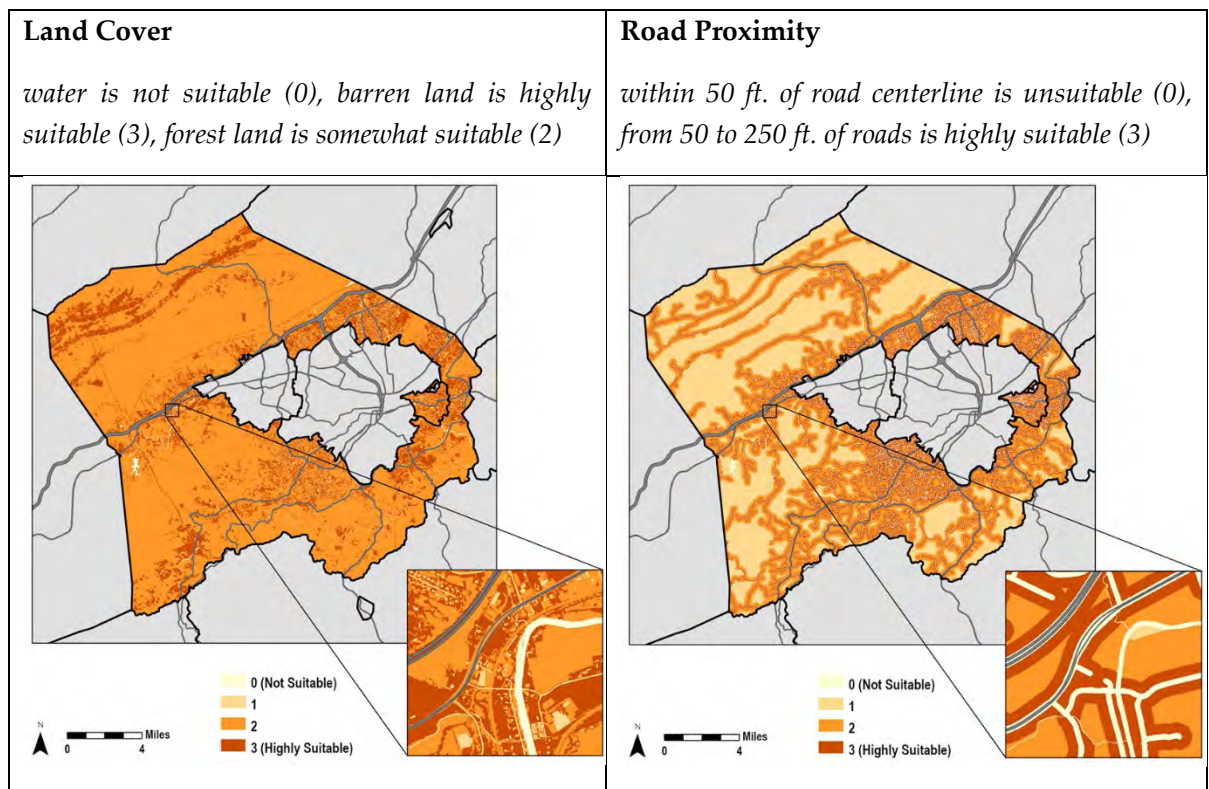 Land Cover
water is not suitable (0), barren land is highly
suitable (3), forest land is somewhat suitable (2)
Road Proximity
within 50 ft. of road centerline is unsuitable (0),
from 50 to 250 ft. of roads is highly suitable (3)
0 (Not Suitable)
1
2
3 (Highly Suitable)
N
Miles
0 4
0 (Not Suitable)
1
2
3 (Highly Suitable)
N
Miles
0 4